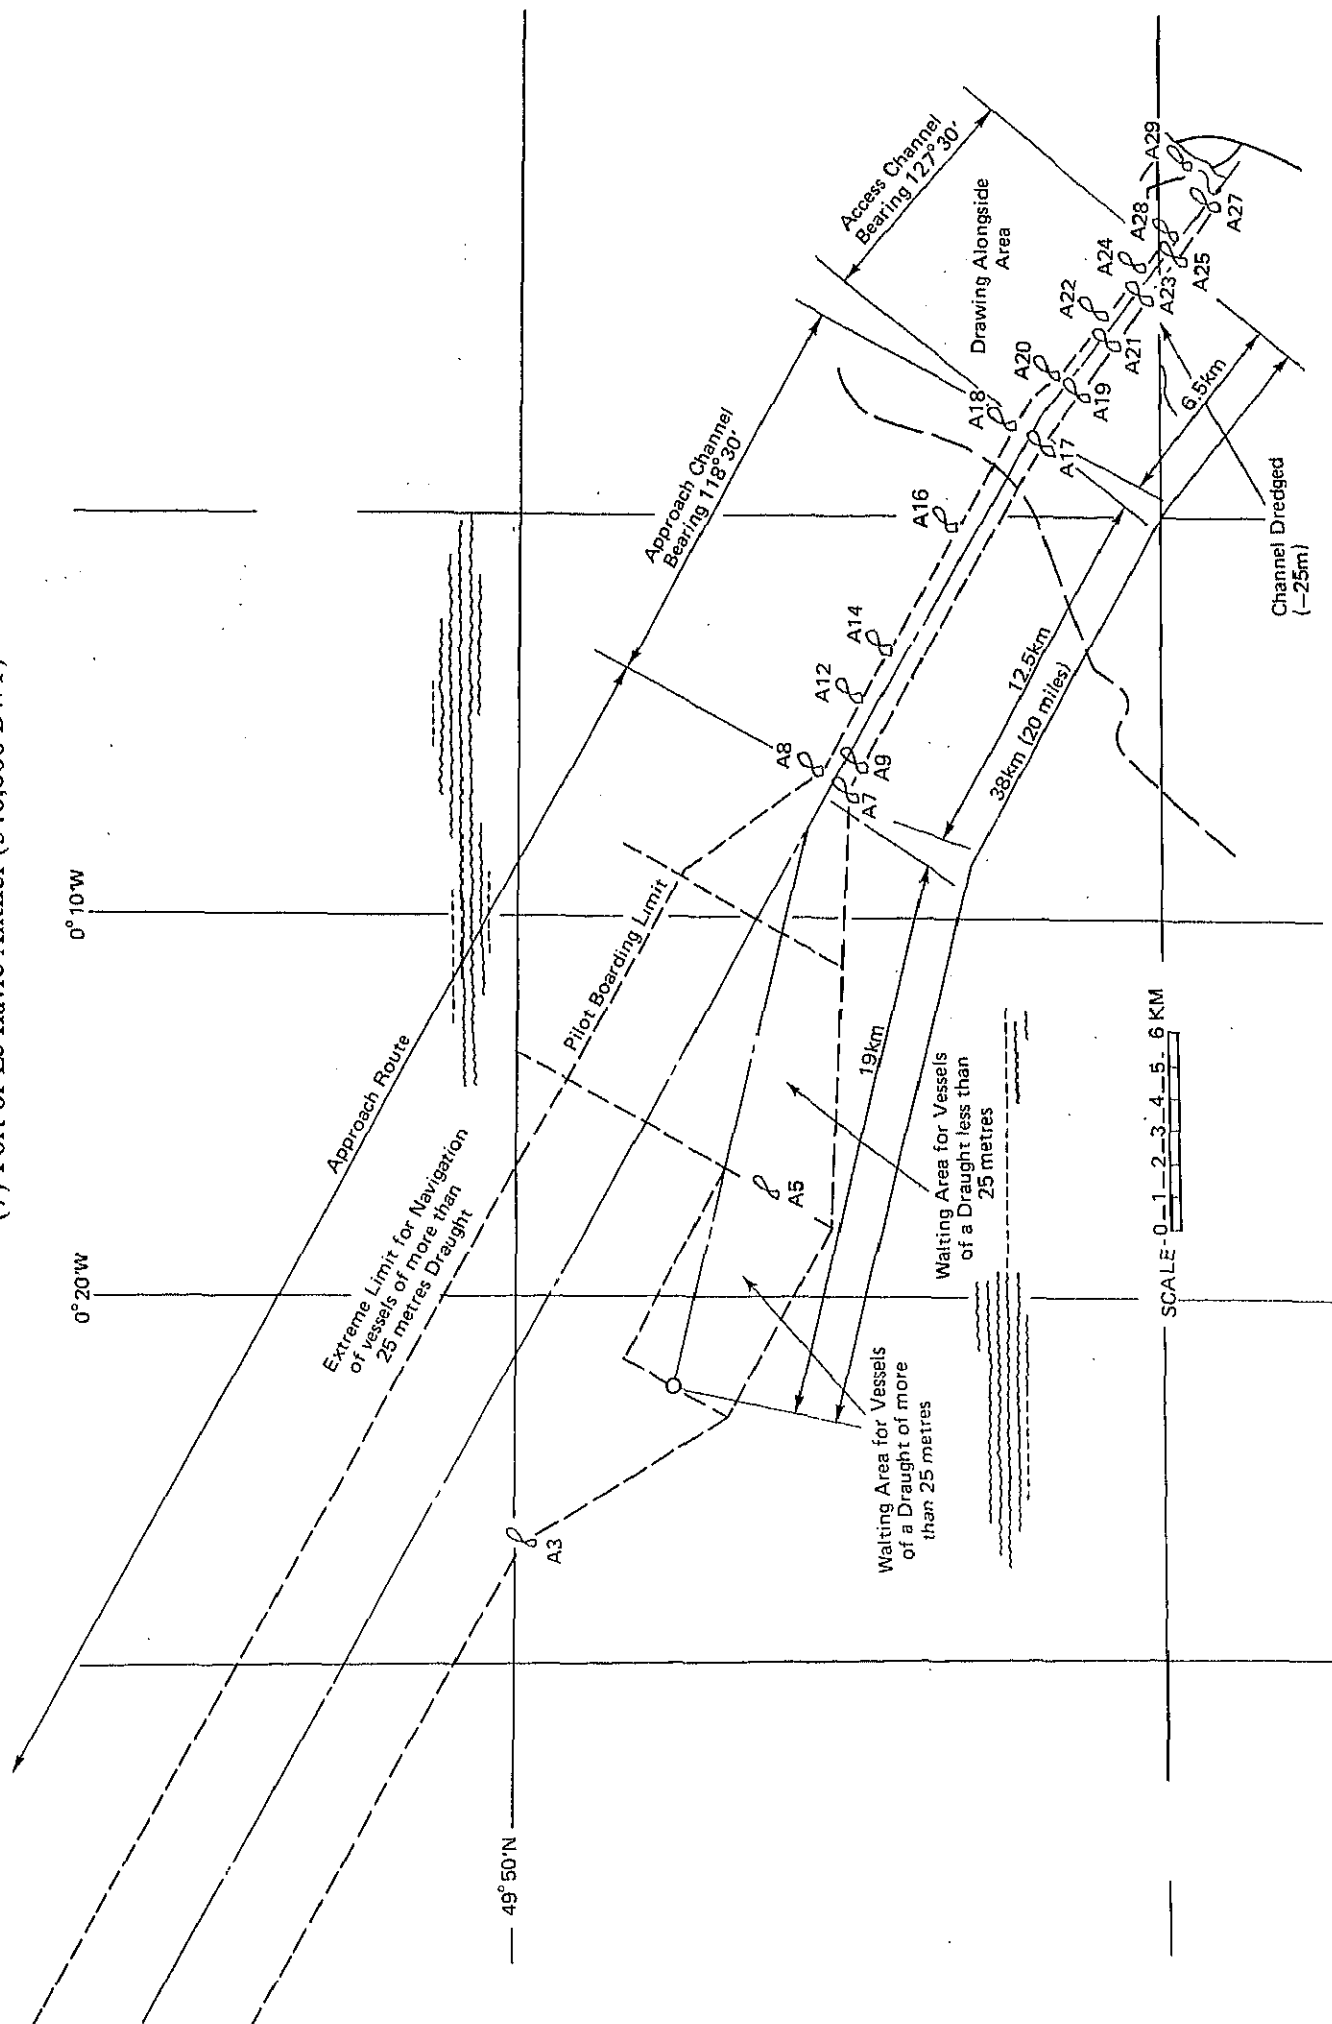 0°10'W
0°20'W
Approach Route
Extreme Limit for Navigation
of vessels of more than
25 metres Draught
Pilot Boarding Limit
Approach Channel
Bearing 118°30'
Access Channel
Bearing 127°30'
Drawing Alongside
Area
49°50'N
A3
A5
A7
A8
A9
A12
A14
A16
A17
A18
A19
A20
A21
A22
A23
A24
A25
A27
A28
A29
19km
12.5km
38km (20 miles)
6.5km
Channel Dredged
(−25m)
Waiting Area for Vessels
of a Draught less than
25 metres
Waiting Area for Vessels
of a Draught of more
than 25 metres
SCALE 0 1 2 3 4 5 6 KM